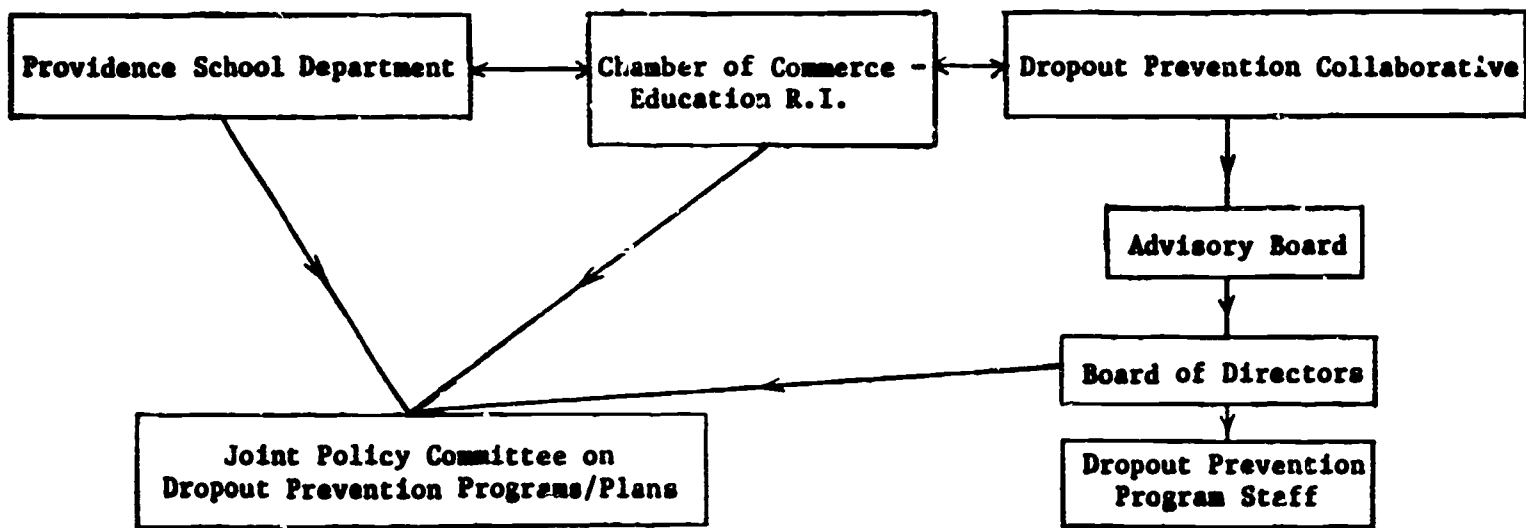 Providence School Department
Chamber of Commerce -
Education R.I.
Dropout Prevention Collaborative
Advisory Board
Board of Directors
Joint Policy Committee on
Dropout Prevention Programs/Plans
Dropout Prevention
Program Staff